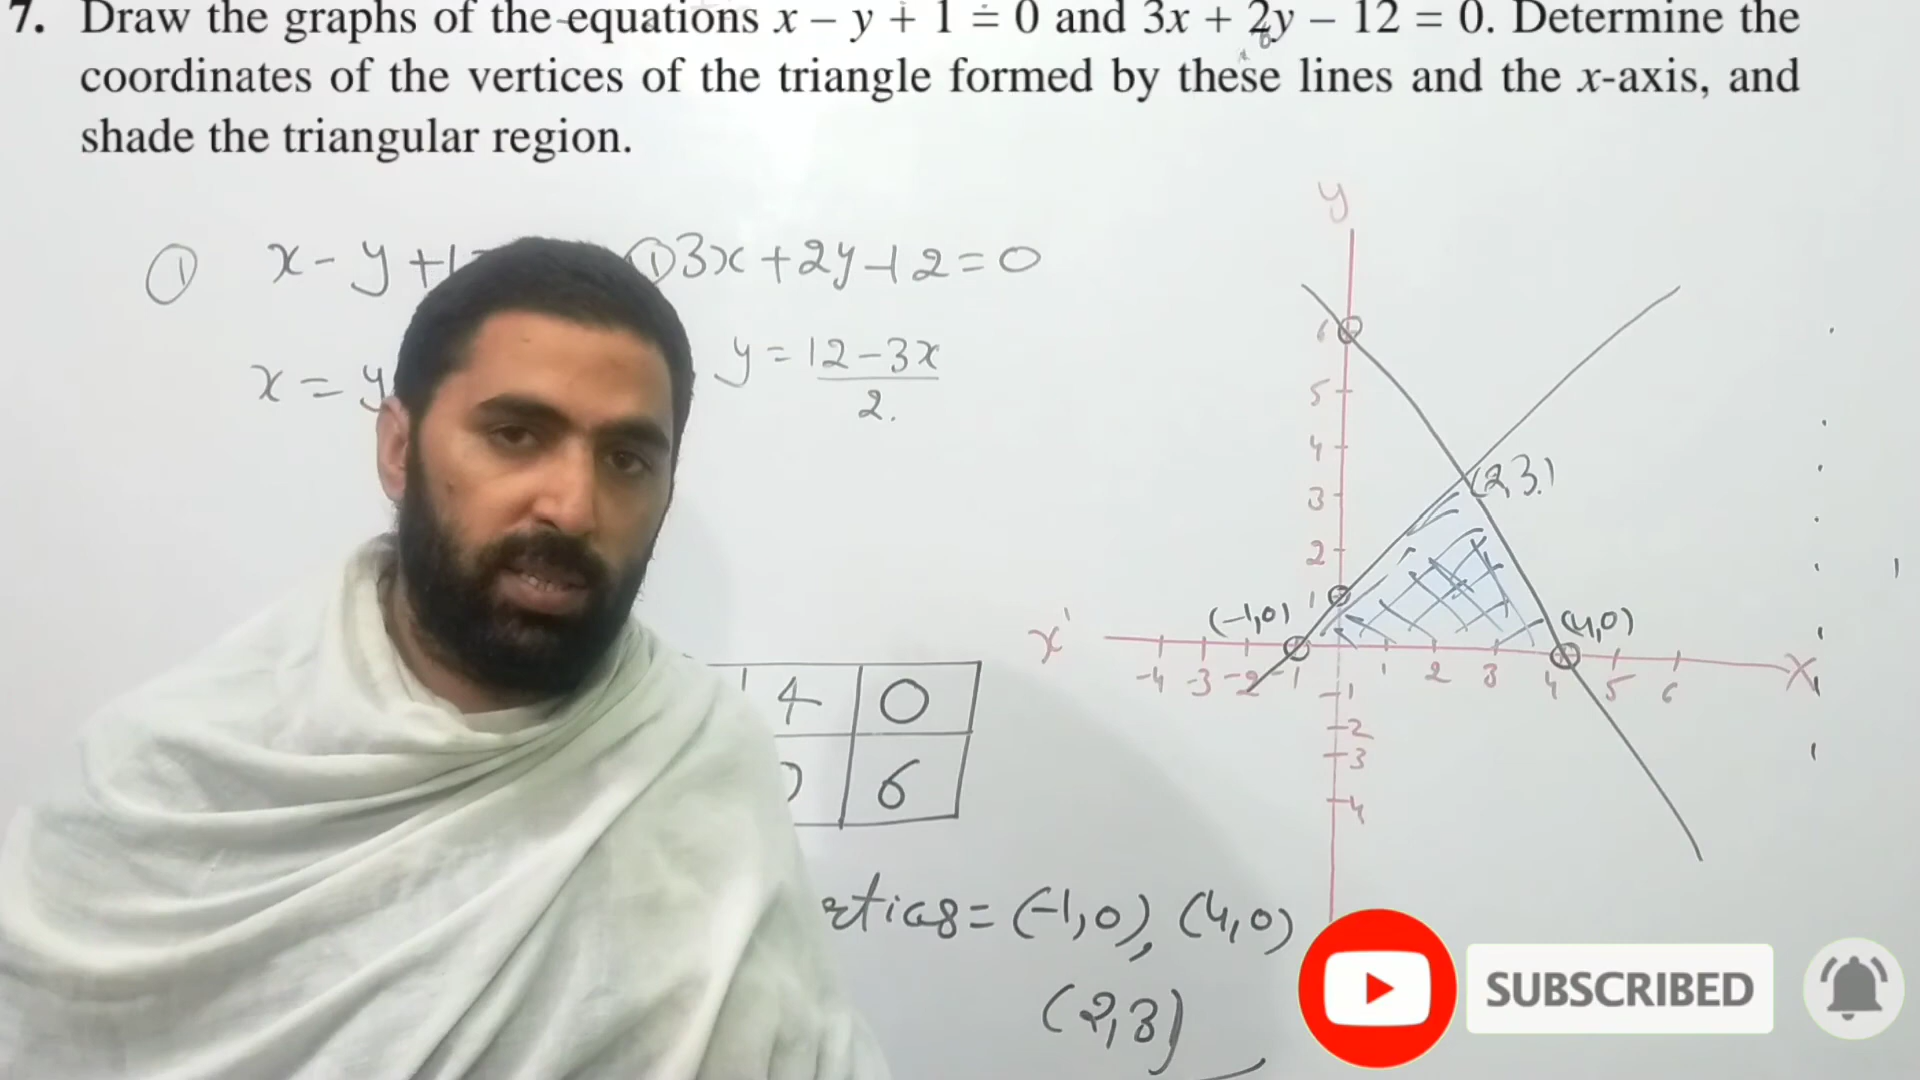 7. Draw the graphs of the equations x – y + 1 = 0 and 3x + 2y – 12 = 0. Determine the
coordinates of the vertices of the triangle formed by these lines and the x-axis, and
shade the triangular region.
① x - y + 1
① 3x + 2y - 12 = 0
x = y
y = 12 - 3x
2.
4 0
6
rtices = (-1,0), (4,0)
(2,3)
y
6
5
4
3
2
1
(2,3)
(-1,0)
(4,0)
x'
X
-4 -3 -2 -1 1 2 3 4 5 6
-1
-2
-3
-4
SUBSCRIBED